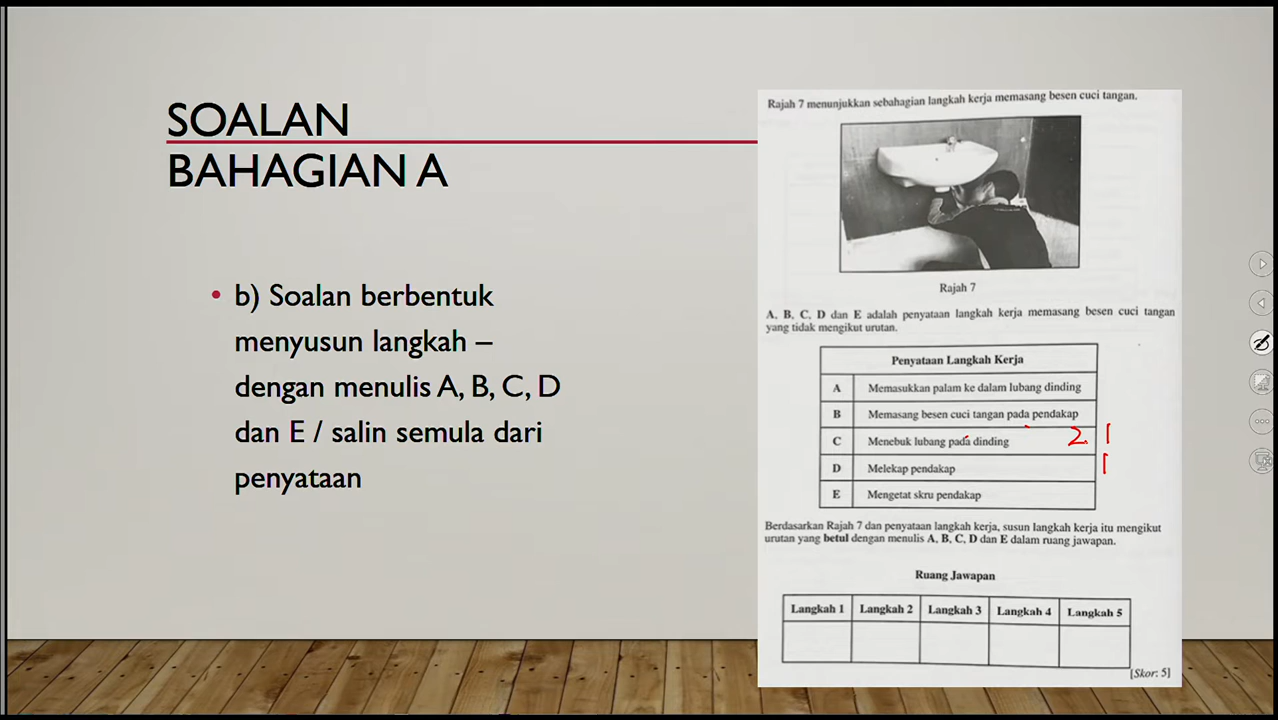 SOALAN
BAHAGIAN A
• b) Soalan berbentuk
menyusun langkah –
dengan menulis A, B, C, D
dan E / salin semula dari
penyataan
Rajah 7 menunjukkan sebahagian langkah kerja memasang besen cuci tangan.
Rajah 7
A, B, C, D dan E adalah penyataan langkah kerja memasang besen cuci tangan
yang tidak mengikut urutan.
Penyataan Langkah Kerja
A Memasukkan palam ke dalam lubang dinding
B Memasang besen cuci tangan pada pendakap
C Menebuk lubang pada dinding 2 1
D Melekap pendakap 1
E Mengetat skru pendakap
Berdasarkan Rajah 7 dan penyataan langkah kerja, susun langkah kerja itu mengikut
urutan yang betul dengan menulis A, B, C, D dan E dalam ruang jawapan.
Ruang Jawapan
Langkah 1 Langkah 2 Langkah 3 Langkah 4 Langkah 5
[Skor: 5]